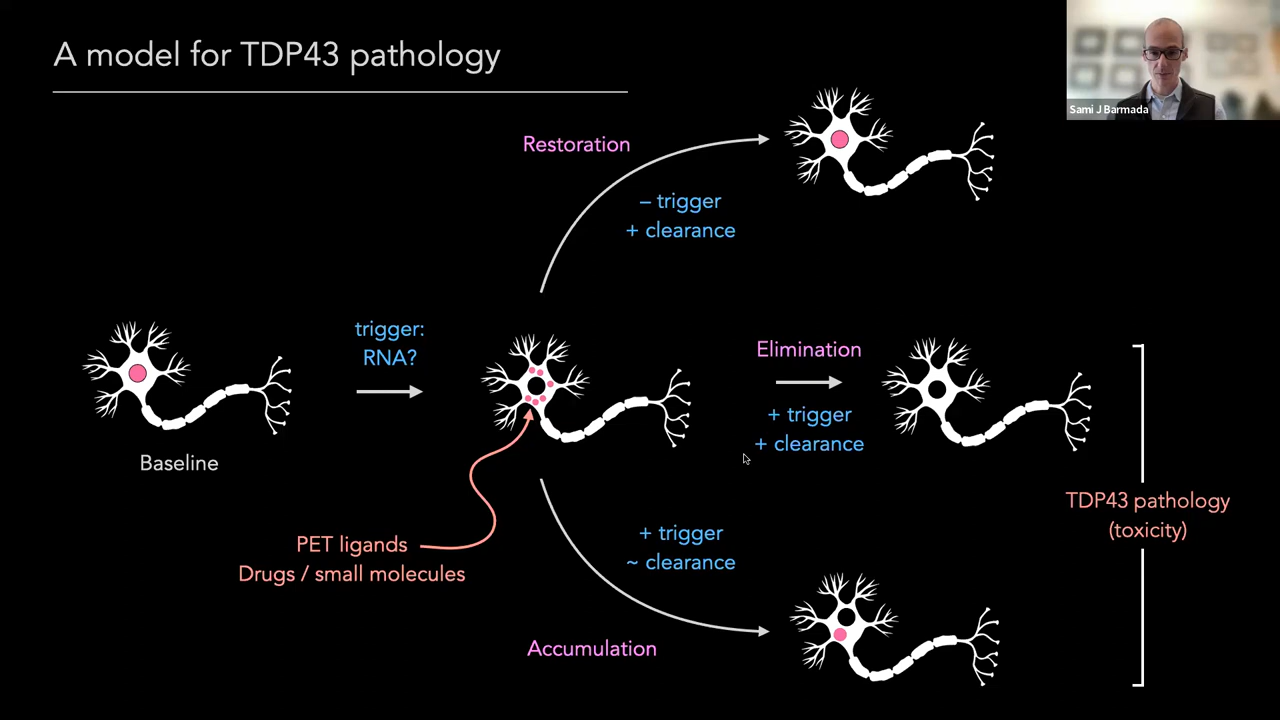 A model for TDP43 pathology
Sami J Barmada
Restoration
– trigger
+ clearance
trigger:
RNA?
Elimination
+ trigger
+ clearance
Baseline
TDP43 pathology
(toxicity)
PET ligands
Drugs / small molecules
+ trigger
~ clearance
Accumulation